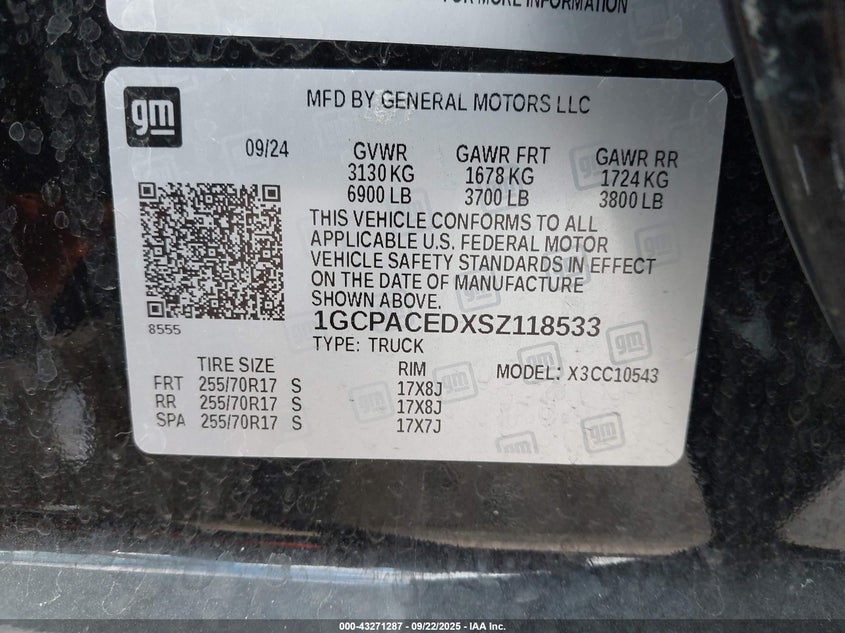 FOR MORE INFORMATION
gm
MFD BY GENERAL MOTORS LLC
09/24 GVWR GAWR FRT GAWR RR
3130 KG 1678 KG 1724 KG
6900 LB 3700 LB 3800 LB
THIS VEHICLE CONFORMS TO ALL
APPLICABLE U.S. FEDERAL MOTOR
VEHICLE SAFETY STANDARDS IN EFFECT
ON THE DATE OF MANUFACTURE
SHOWN ABOVE.
8555
1GCPACEDXSZ118533
TYPE: TRUCK
TIRE SIZE RIM MODEL: X3CC10543
FRT 255/70R17 S 17X8J
RR 255/70R17 S 17X8J
SPA 255/70R17 S 17X7J
000-43271287 - 09/22/2025 - IAA Inc.